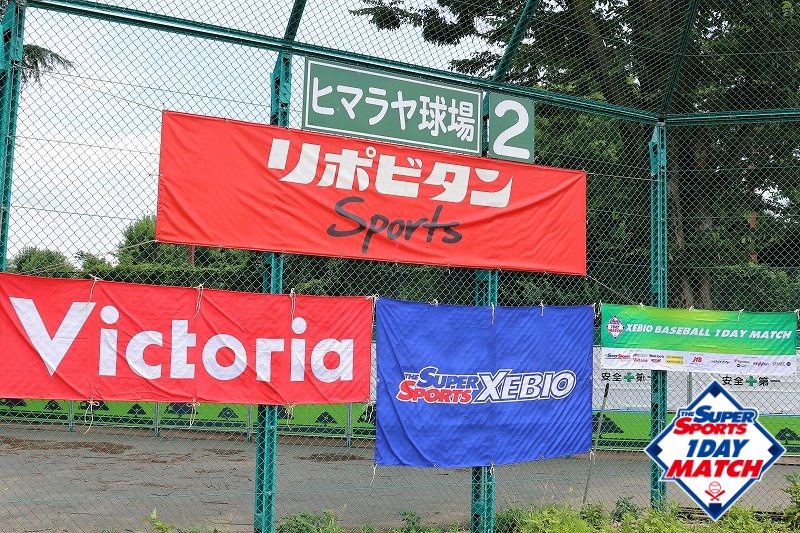 ヒマラヤ球場 2
リポビタン
Sports
Victoria
THE SUPER SPORTS XEBIO
XEBIO BASEBALL 1DAY MATCH
安全+第一 安全+第一
THE SUPER
SPORTS
1DAY
MATCH